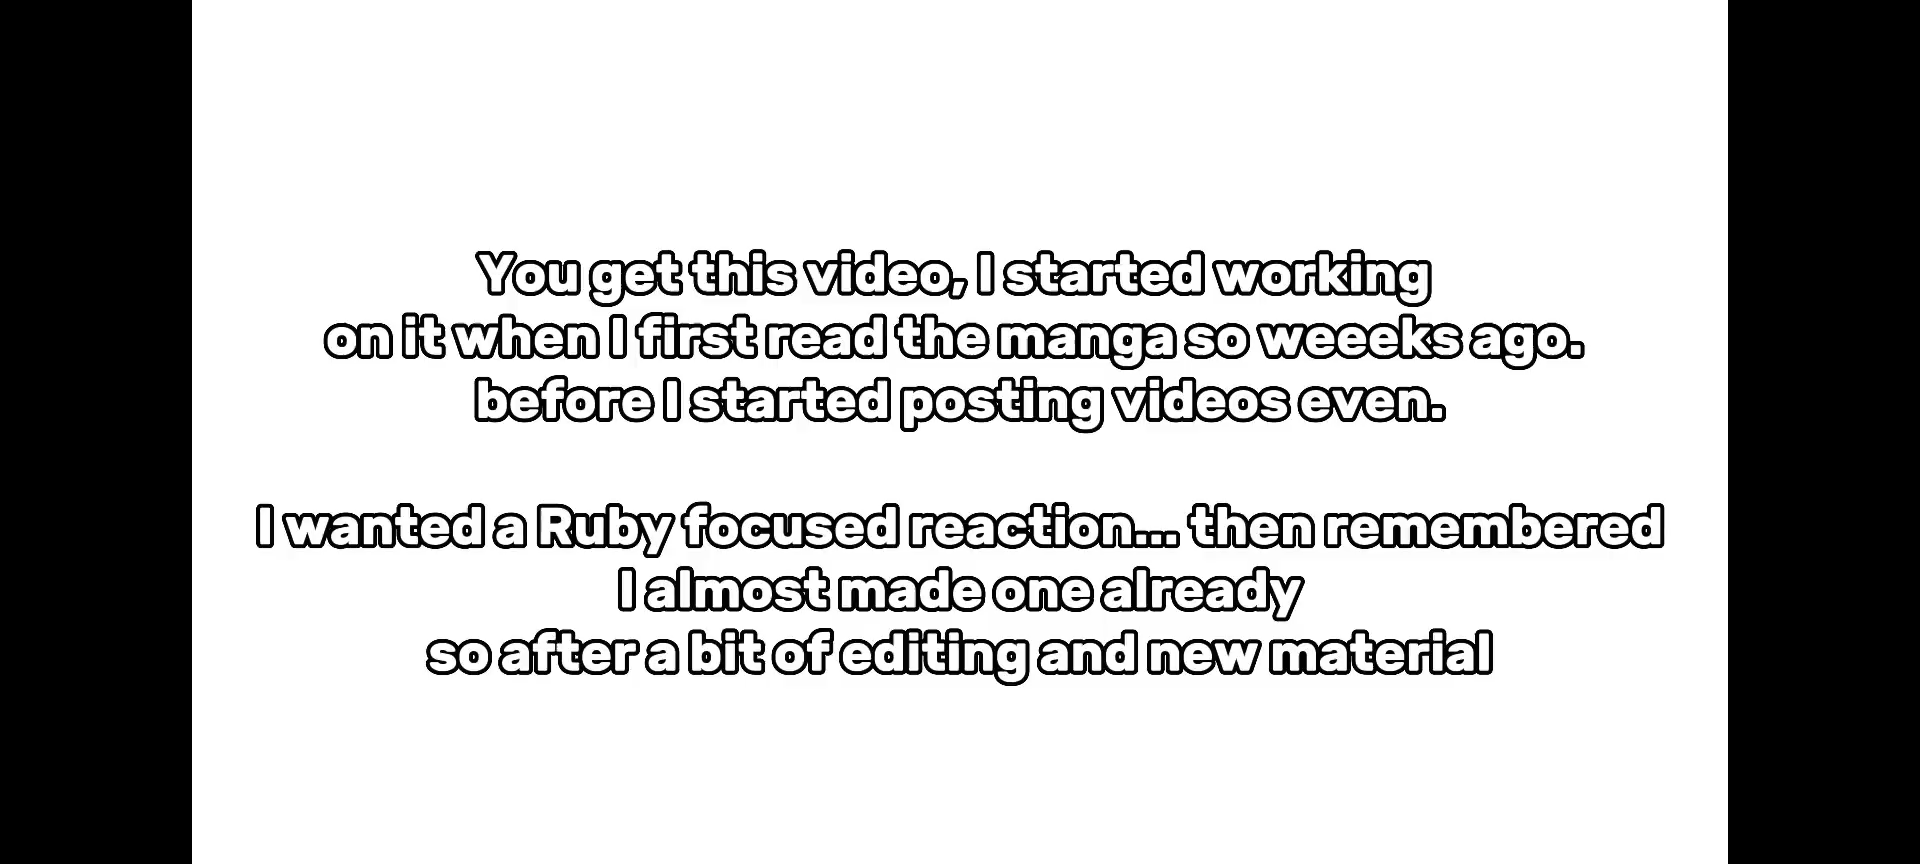 You get this video, I started working
on it when I first read the manga so weeeks ago.
before I started posting videos even.
I wanted a Ruby focused reaction... then remembered
I almost made one already
so after a bit of editing and new material